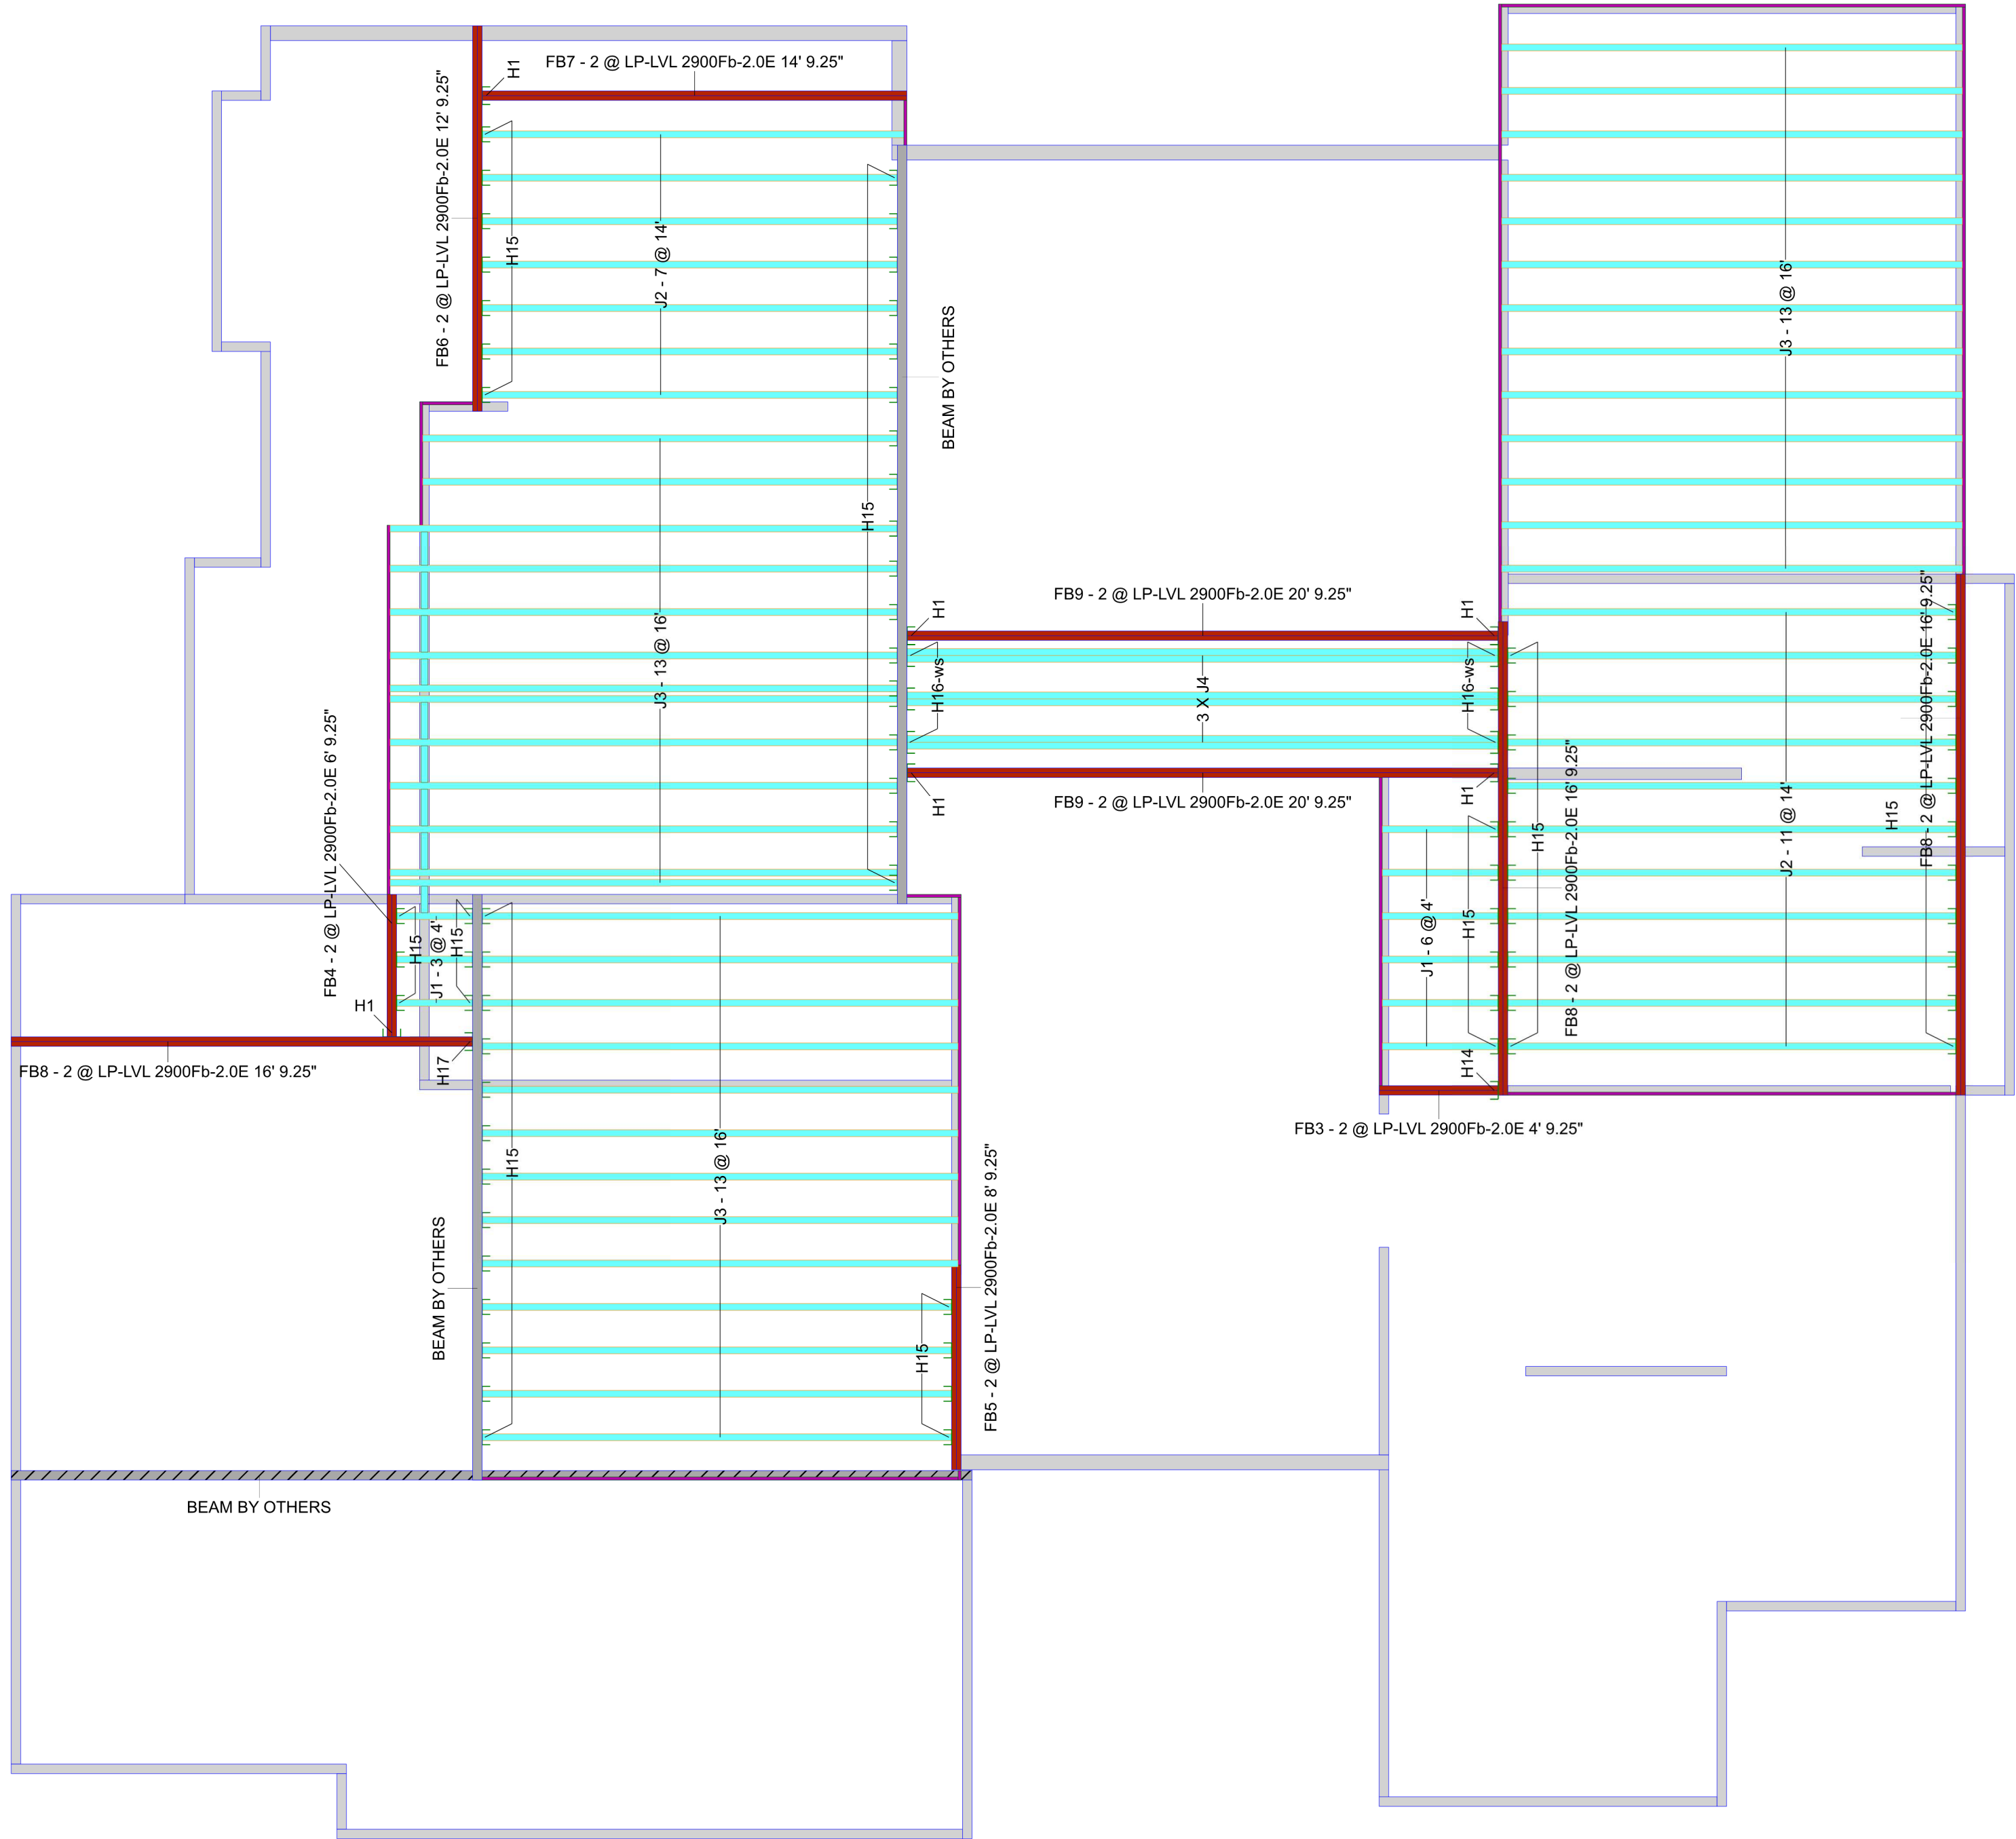 FB7 - 2 @ LP-LVL 2900Fb-2.0E 14' 9.25"
H1
FB6 - 2 @ LP-LVL 2900Fb-2.0E 12' 9.25"
H15
J2 - 7 @ 14'
J3 - 13 @ 16'
BEAM BY OTHERS
H15
FB9 - 2 @ LP-LVL 2900Fb-2.0E 20' 9.25"
H1
H1
J3 - 13 @ 16'
H16-ws
3 X J4
H16-ws
FB8 - 2 @ LP-LVL 2900Fb-2.0E 16' 9.25"
FB9 - 2 @ LP-LVL 2900Fb-2.0E 20' 9.25"
H1
H1
H15
H15
J2 - 11 @ 14'
FB4 - 2 @ LP-LVL 2900Fb-2.0E 6' 9.25"
H15
J1 - 3 @ 4'
H15
J1 - 6 @ 4'
H15
FB8 - 2 @ LP-LVL 2900Fb-2.0E 16' 9.25"
H1
FB8 - 2 @ LP-LVL 2900Fb-2.0E 16' 9.25"
H17
H14
FB3 - 2 @ LP-LVL 2900Fb-2.0E 4' 9.25"
H15
J3 - 13 @ 16'
BEAM BY OTHERS
H15
FB5 - 2 @ LP-LVL 2900Fb-2.0E 8' 9.25"
BEAM BY OTHERS